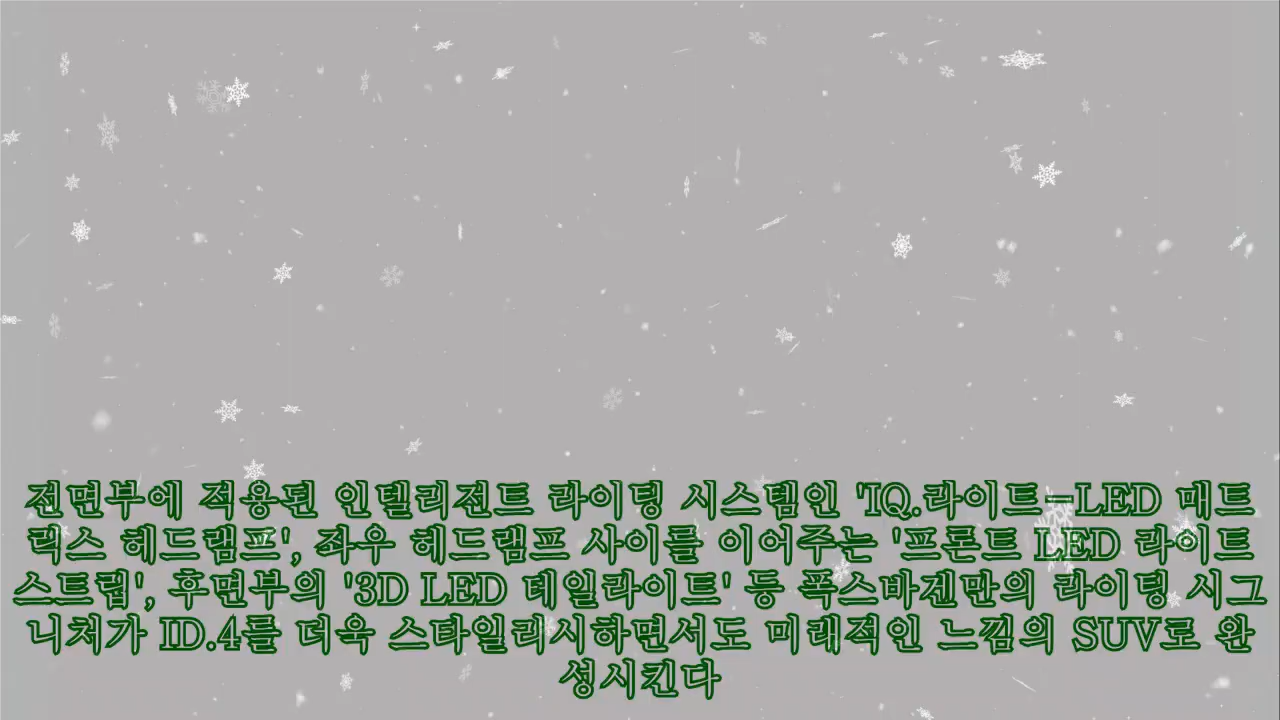 전면부에 적용된 인텔리전트 라이팅 시스템인 'IQ.라이트-LED 매트
릭스 헤드램프', 좌우 헤드램프 사이를 이어주는 '프론트 LED 라이트
스트립', 후면부의 '3D LED 테일라이트' 등 폭스바겐만의 라이팅 시그
니처가 ID.4를 더욱 스타일리시하면서도 미래적인 느낌의 SUV로 완
성시킨다